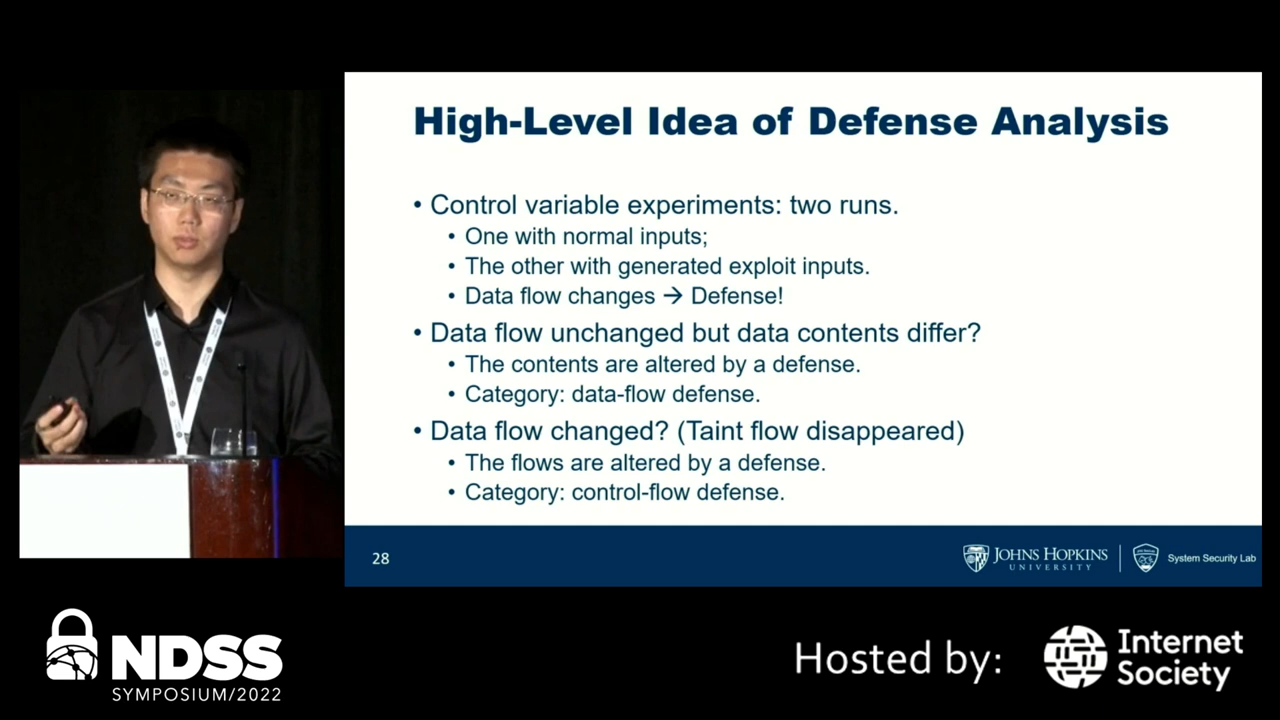 High-Level Idea of Defense Analysis
• Control variable experiments: two runs.
• One with normal inputs;
• The other with generated exploit inputs.
• Data flow changes → Defense!
• Data flow unchanged but data contents differ?
• The contents are altered by a defense.
• Category: data-flow defense.
• Data flow changed? (Taint flow disappeared)
• The flows are altered by a defense.
• Category: control-flow defense.
28
JOHNS HOPKINS
UNIVERSITY
System Security Lab
NDSS
SYMPOSIUM/2022
Hosted by:
Internet
Society